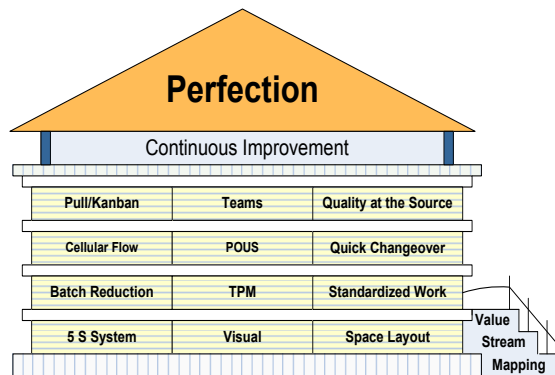 Perfection
Continuous Improvement
Pull/Kanban Teams Quality at the Source
Cellular Flow POUS Quick Changeover
Batch Reduction TPM Standardized Work
5 S System Visual Space Layout
Value
Stream
Mapping